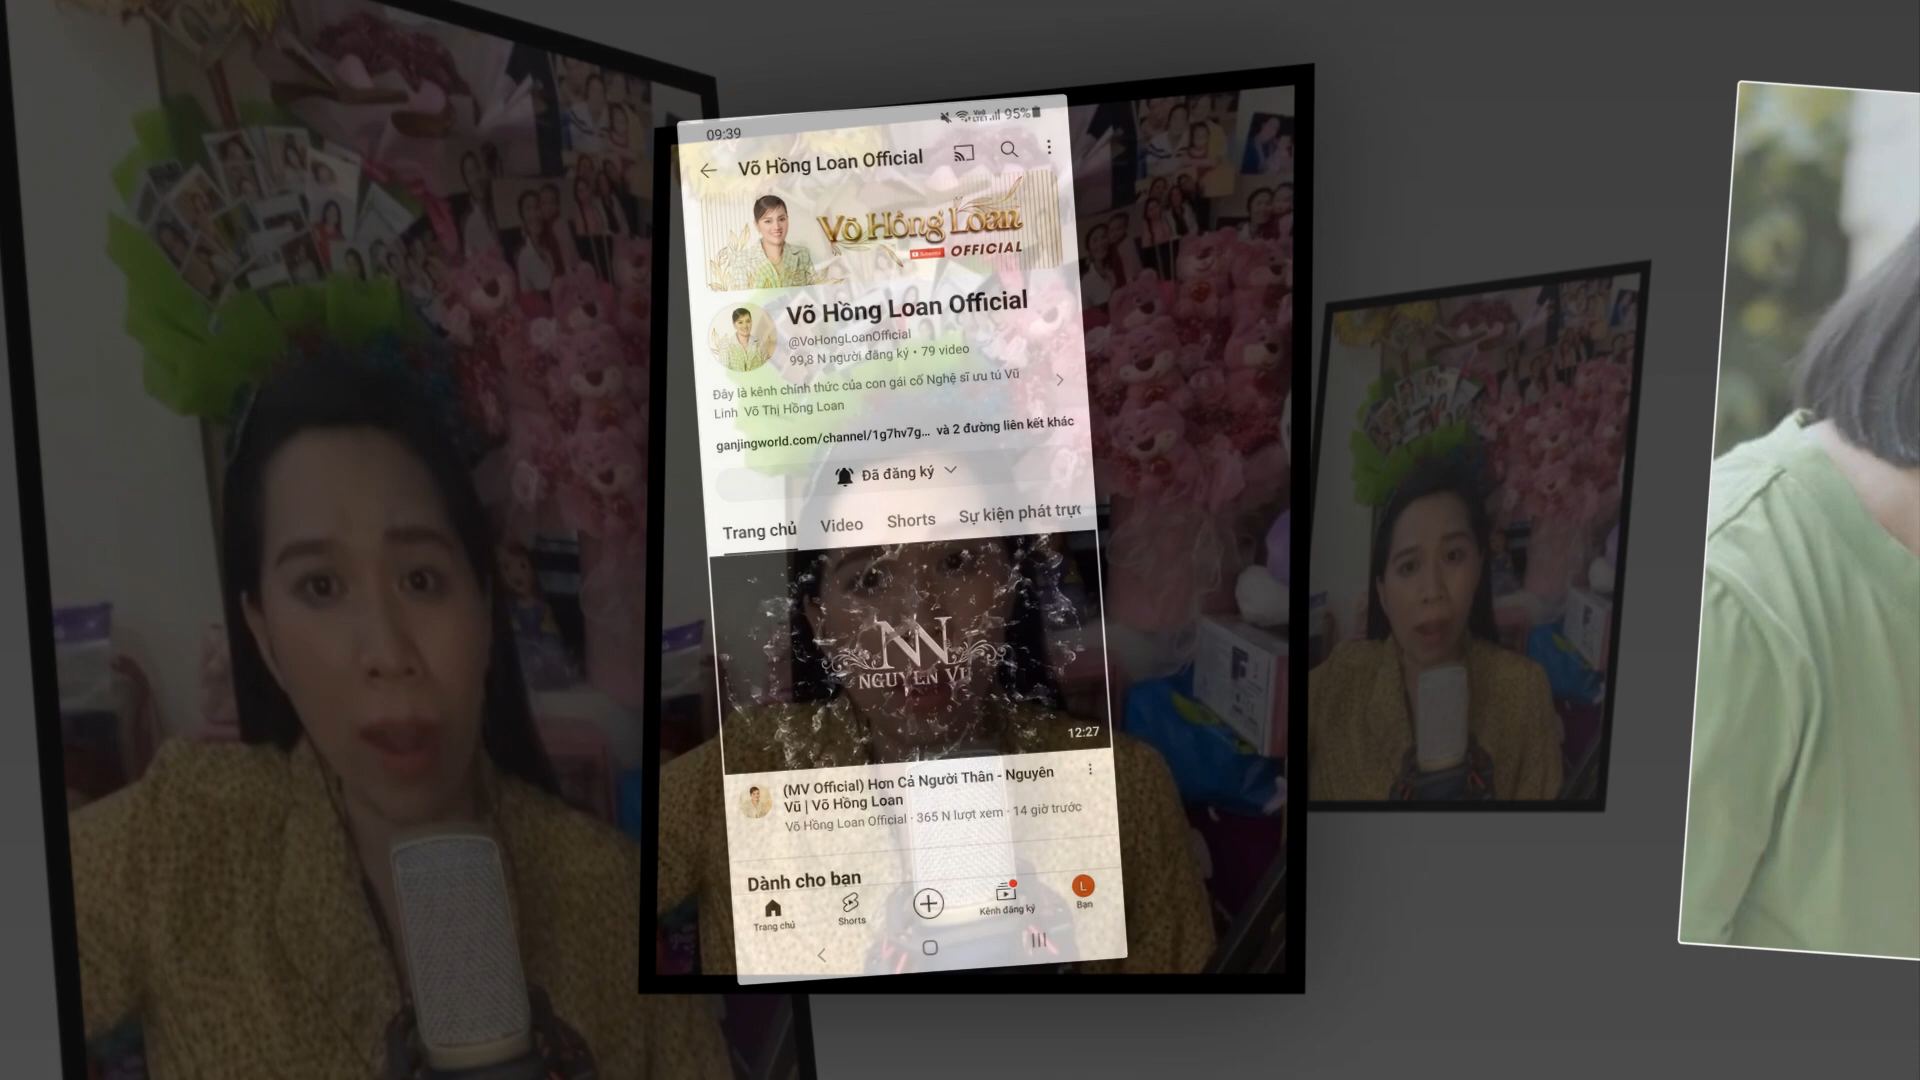 09:39
95%
Võ Hồng Loan Official
Võ Hồng Loan
OFFICIAL
Võ Hồng Loan Official
@VoHongLoanOfficial
99,8 N người đăng ký • 79 video
Đây là kênh chính thức của con gái cố Nghệ sĩ ưu tú Vũ
Linh Võ Thị Hồng Loan
ganjingworld.com/channel/1g7hv7g... và 2 đường liên kết khác
Đã đăng ký
Trang chủ Video Shorts Sự kiện phát trực
NGUYEN VU
12:27
(MV Official) Hơn Cả Người Thân - Nguyên
Vũ | Võ Hồng Loan
Võ Hồng Loan Official · 365 N lượt xem · 14 giờ trước
Dành cho bạn
L
Trang chủ Shorts Kênh đăng ký Bạn